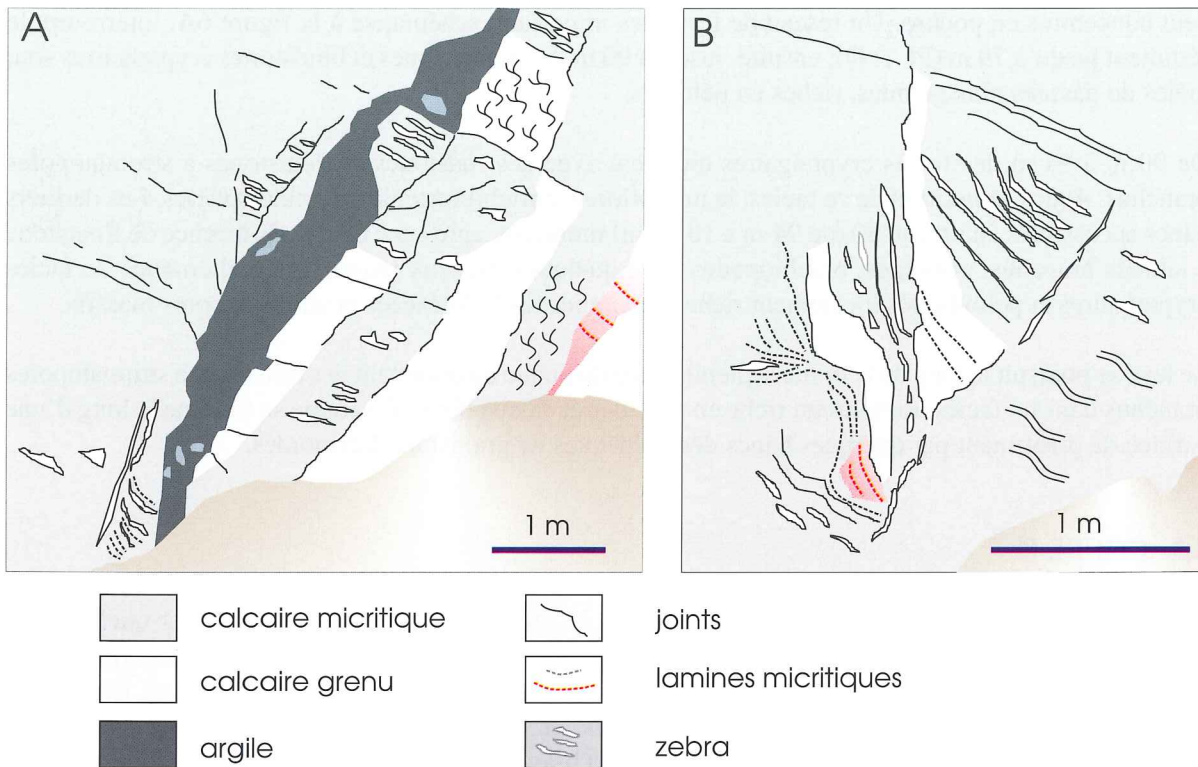 A
B
1 m
1 m
calcaire micritique
joints
calcaire grenu
lamines micritiques
argile
zebra